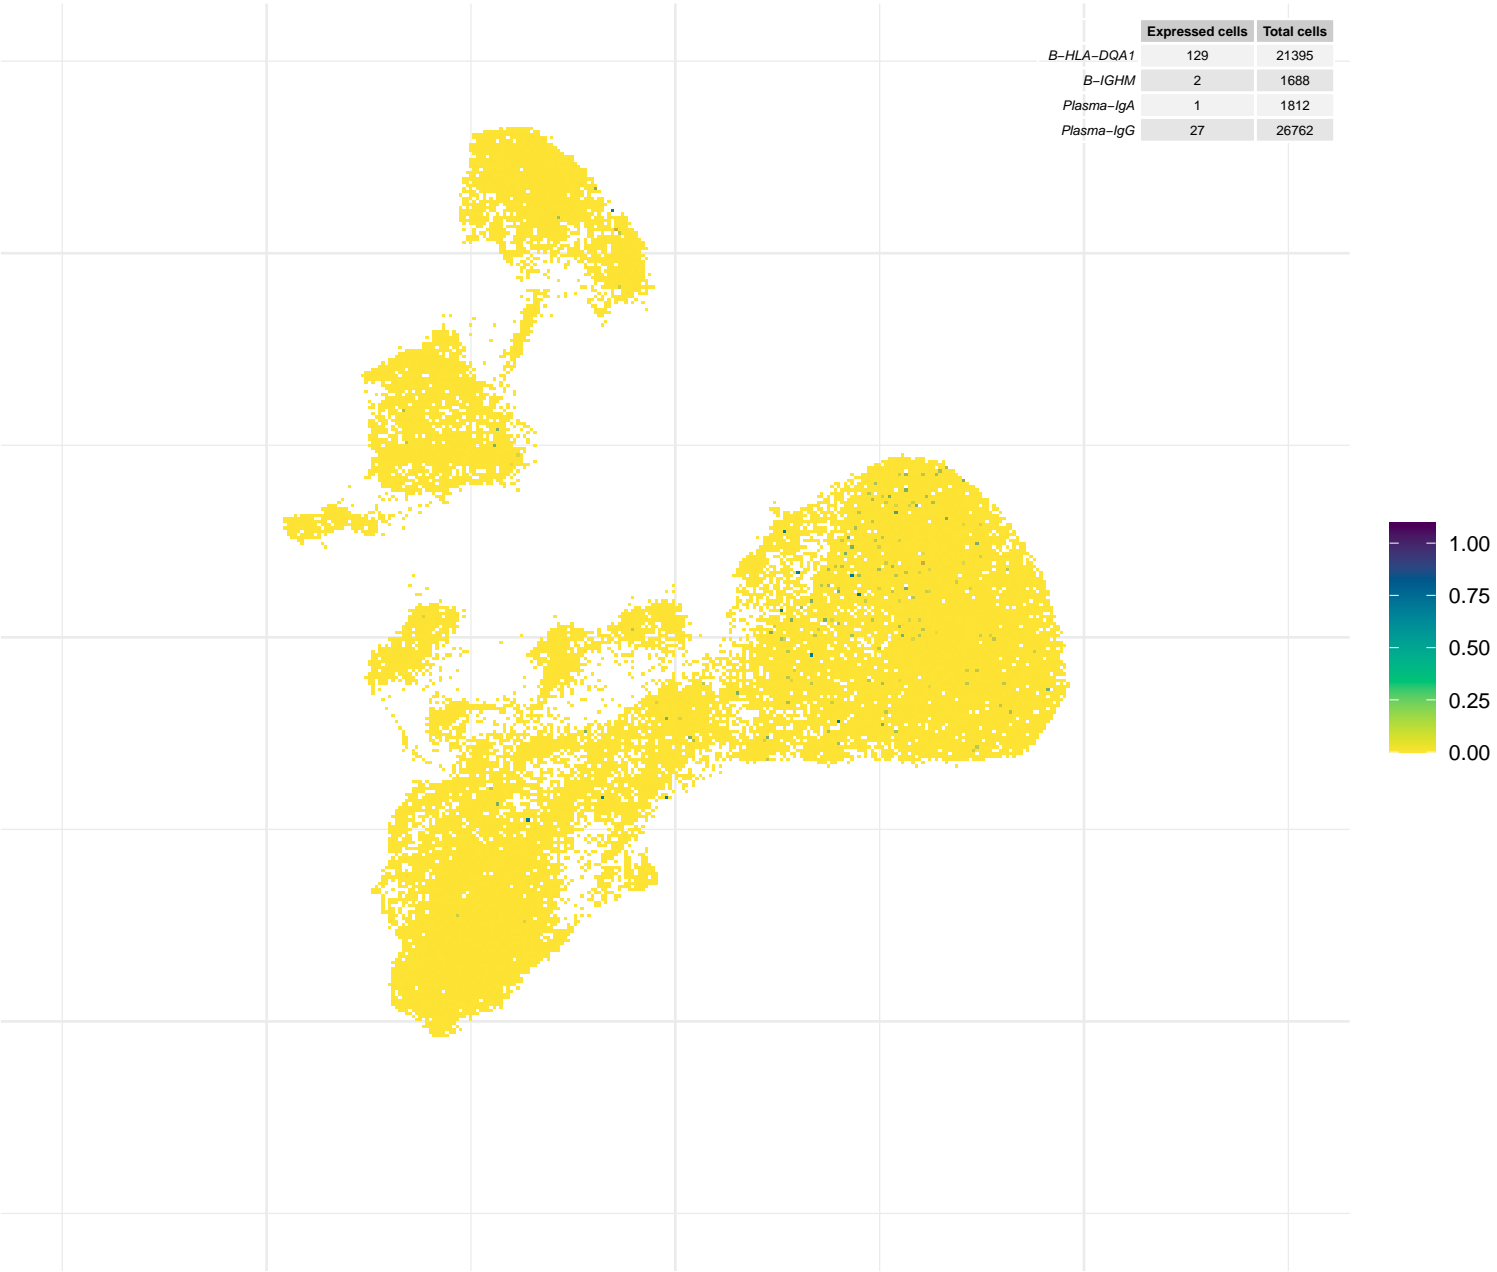 Expressed cells Total cells
B−HLA−DQA1 129 21395
B−IGHM 2 1688
Plasma−IgA 1 1812
Plasma−IgG 27 26762
1.00
0.75
0.50
0.25
0.00